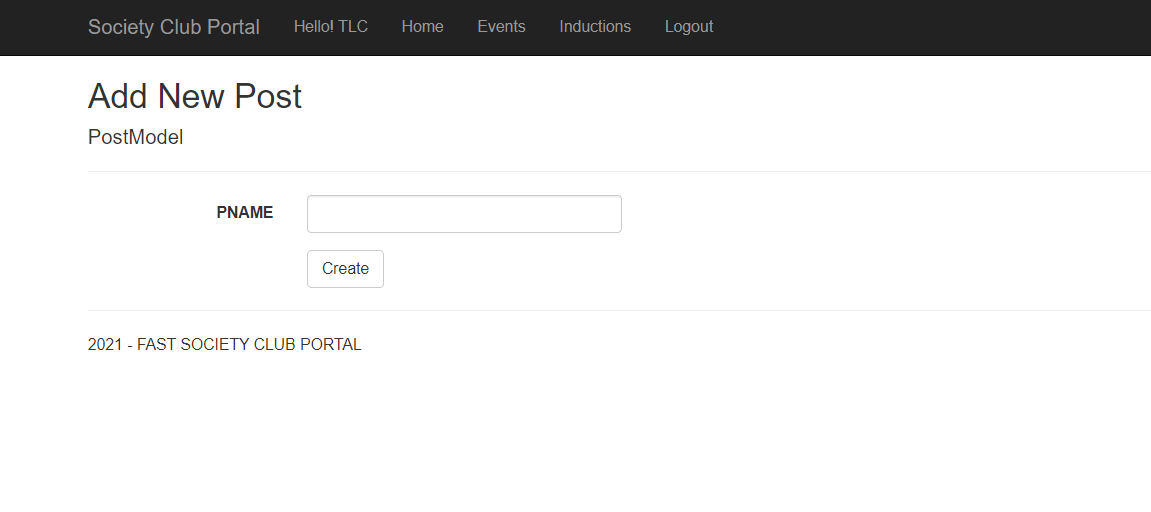 Society Club Portal Hello! TLC Home Events Inductions Logout
Add New Post
PostModel
PNAME
Create
2021 - FAST SOCIETY CLUB PORTAL